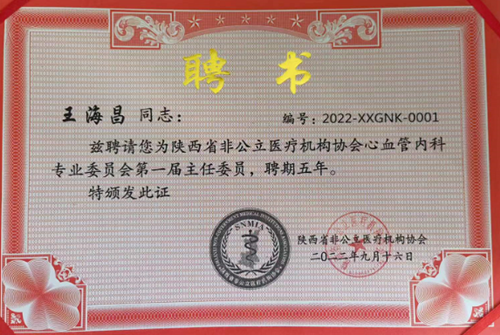 聘书
王海昌 同志： 编号：2022-XXGNK-0001
兹聘请您为陕西省非公立医疗机构协会心血管内科
专业委员会第一届主任委员，聘期五年。
特颁发此证
SNMIA
陕西省非公立医疗机构协会
二〇二二年九月十六日